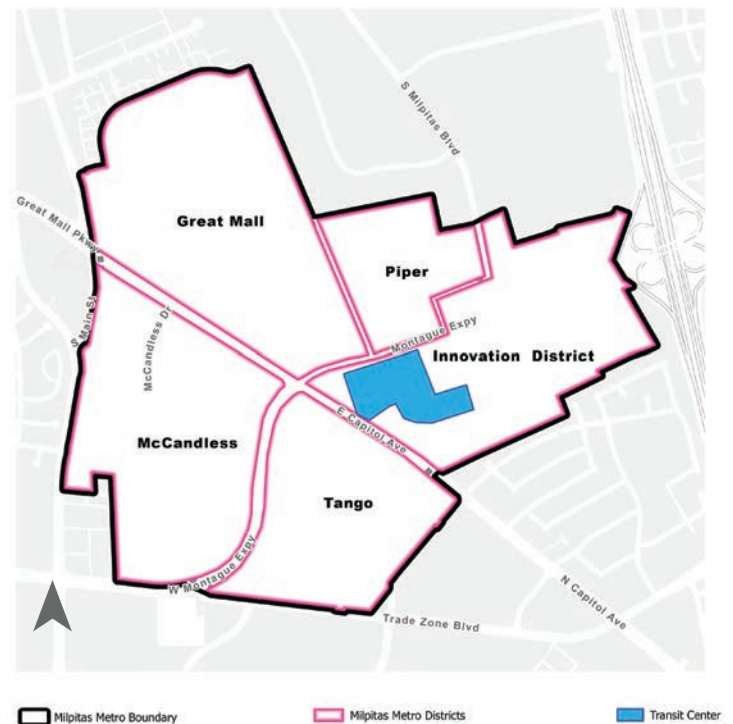 S Milpitas Blvd
Great Mall Pkwy
Great Mall
Piper
S Main St
McCandless Dr
Montague Expy
Innovation District
E Capitol Ave
McCandless
Tango
W Montague Expy
N Capitol Ave
Trade Zone Blvd
Milpitas Metro Boundary
Milpitas Metro Districts
Transit Center